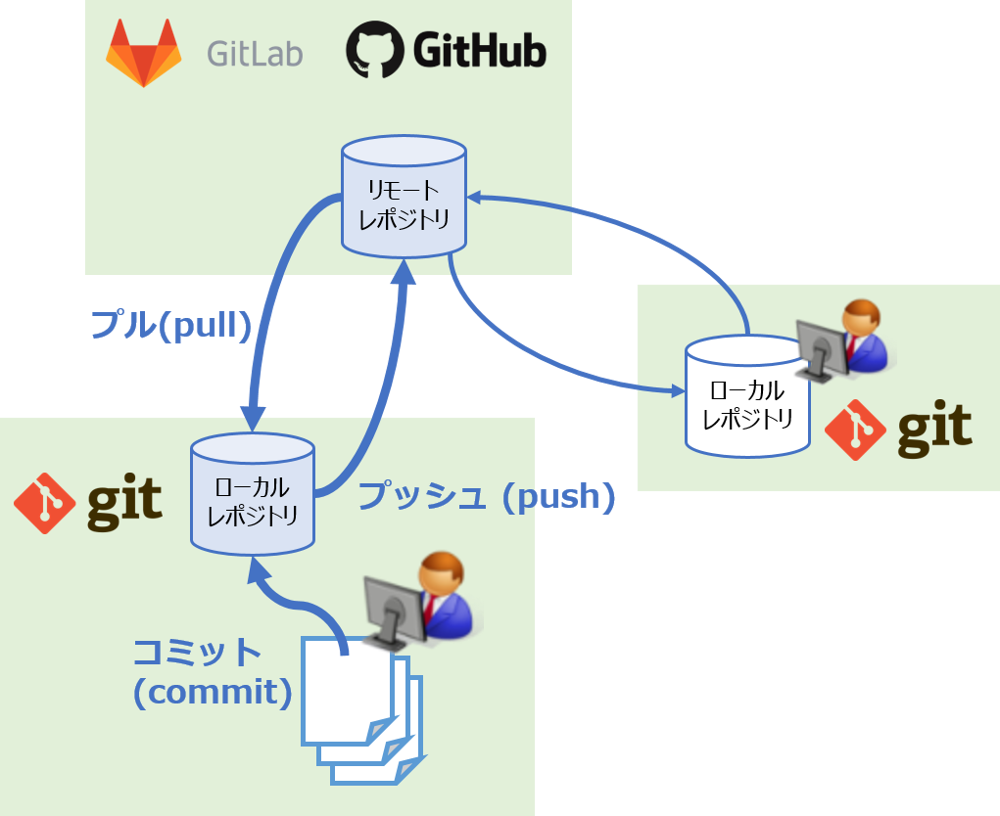 GitLab
GitHub
リモート
レポジトリ
プル(pull)
ローカル
レポジトリ
git
git
ローカル
レポジトリ
プッシュ (push)
コミット
(commit)